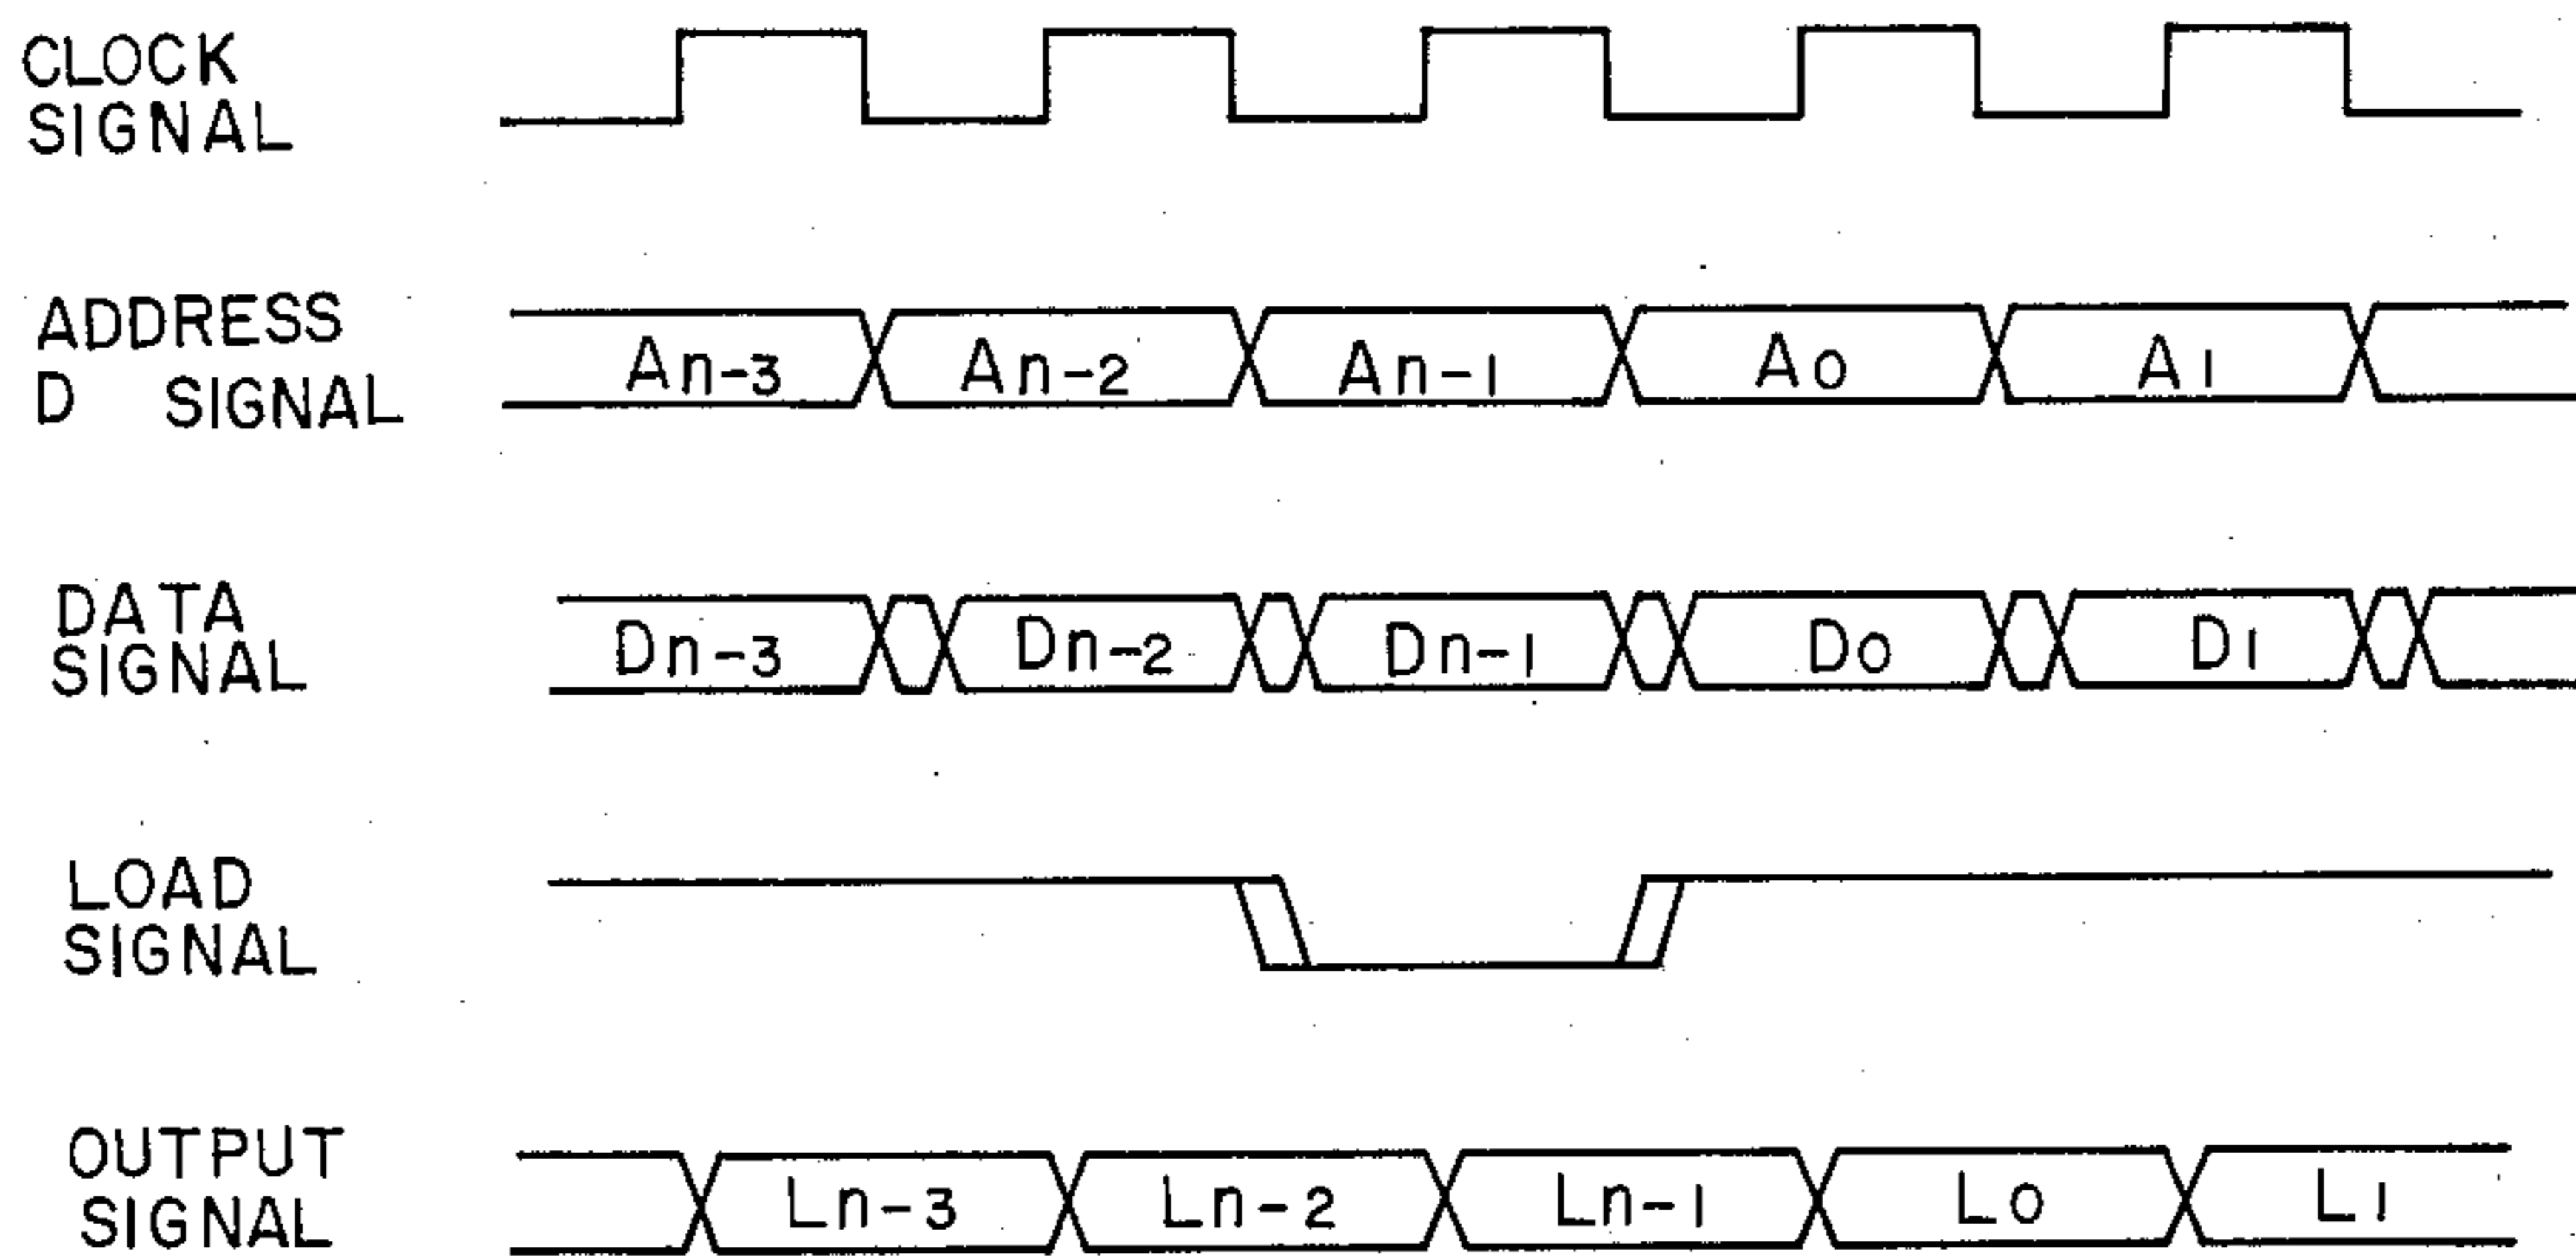 CLOCK
SIGNAL
ADDRESS
D SIGNAL
An-3 An-2 An-1 A0 A1
DATA
SIGNAL
Dn-3 Dn-2 Dn-1 D0 D1
LOAD
SIGNAL
OUTPUT
SIGNAL
Ln-3 Ln-2 Ln-1 L0 L1